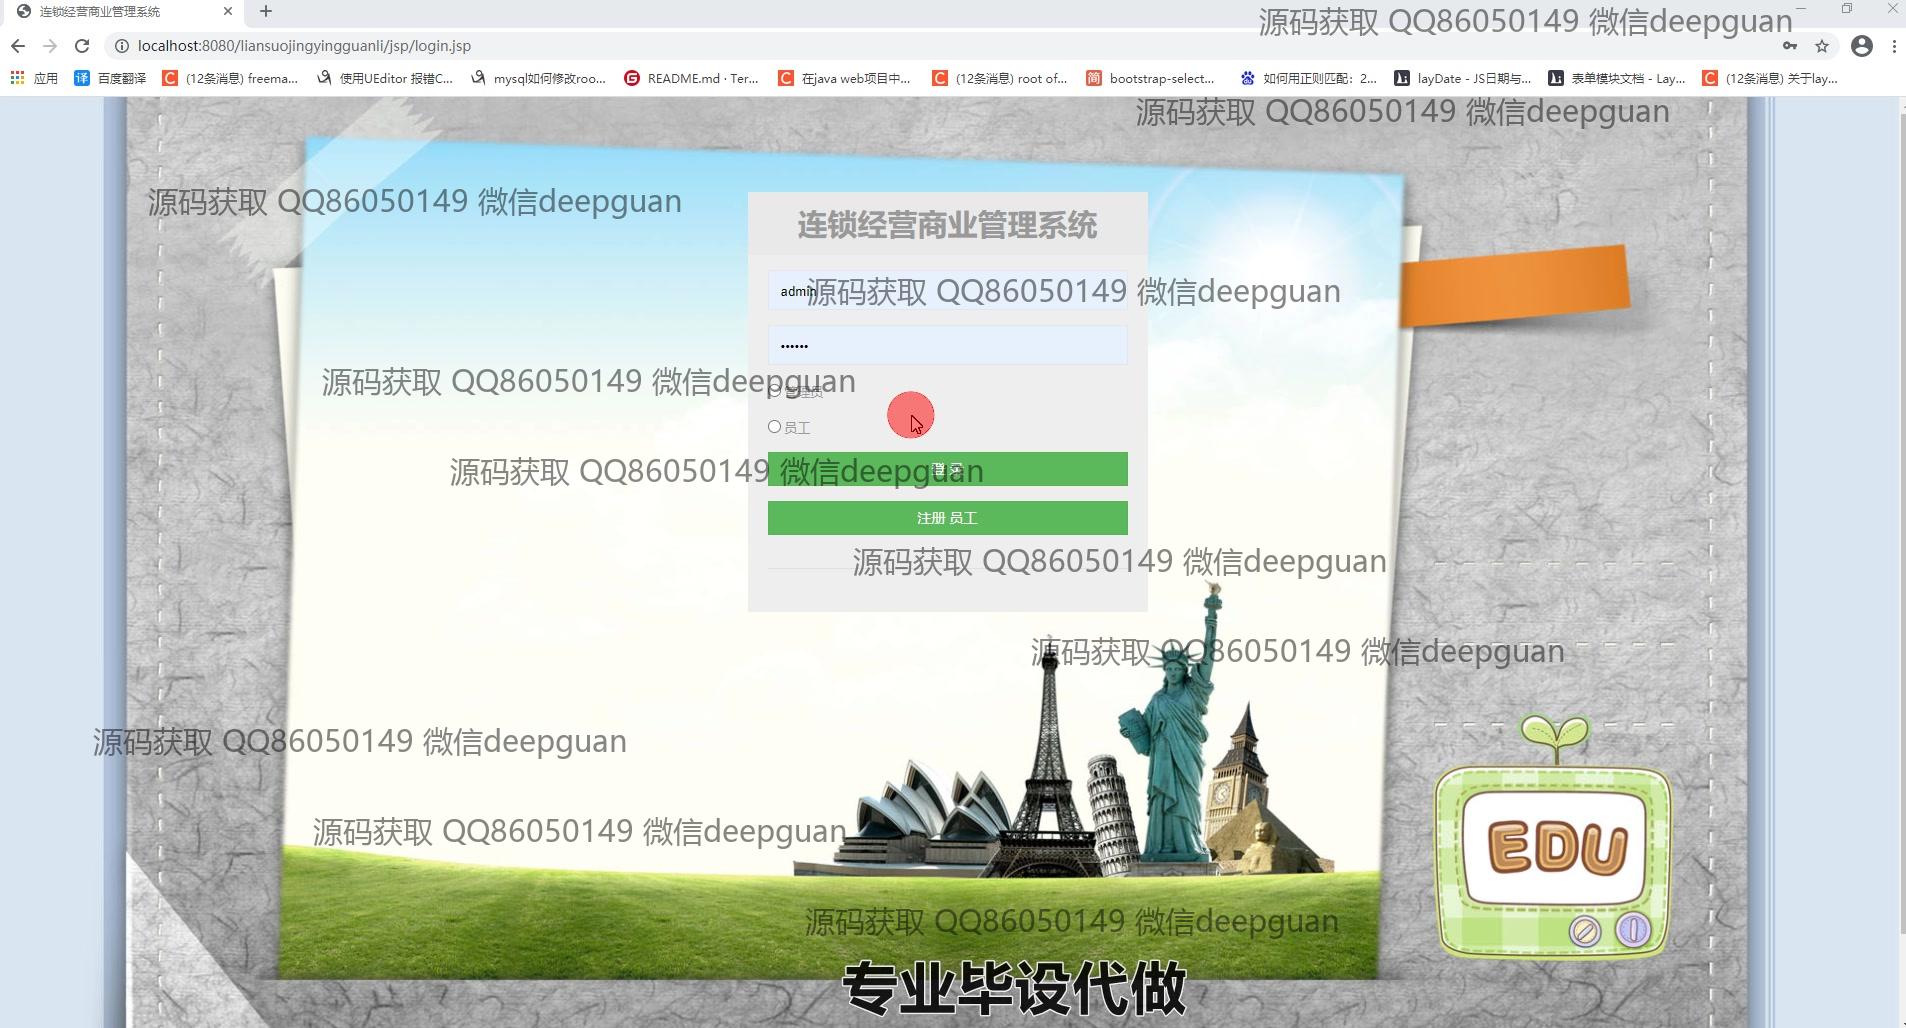 连锁经营商业管理系统
源码获取 QQ86050149 微信deepguan
localhost:8080/liansuojingyingguanli/jsp/login.jsp
应用 百度翻译 (12条消息) freema... 使用UEditor 报错C... mysql如何修改roo... README.md · Ter... 在java web项目中... (12条消息) root of... bootstrap-select... 如何用正则匹配：2... layDate - JS日期与... 表单模块文档 - Lay... (12条消息) 关于lay...
源码获取 QQ86050149 微信deepguan
源码获取 QQ86050149 微信deepguan
连锁经营商业管理系统
admin
源码获取 QQ86050149 微信deepguan
••••••
源码获取 QQ86050149 微信deepguan
管理员
员工
源码获取 QQ86050149 微信deepguan
登录
注册 员工
源码获取 QQ86050149 微信deepguan
源码获取 QQ86050149 微信deepguan
源码获取 QQ86050149 微信deepguan
源码获取 QQ86050149 微信deepguan
EDU
源码获取 QQ86050149 微信deepguan
专业毕设代做